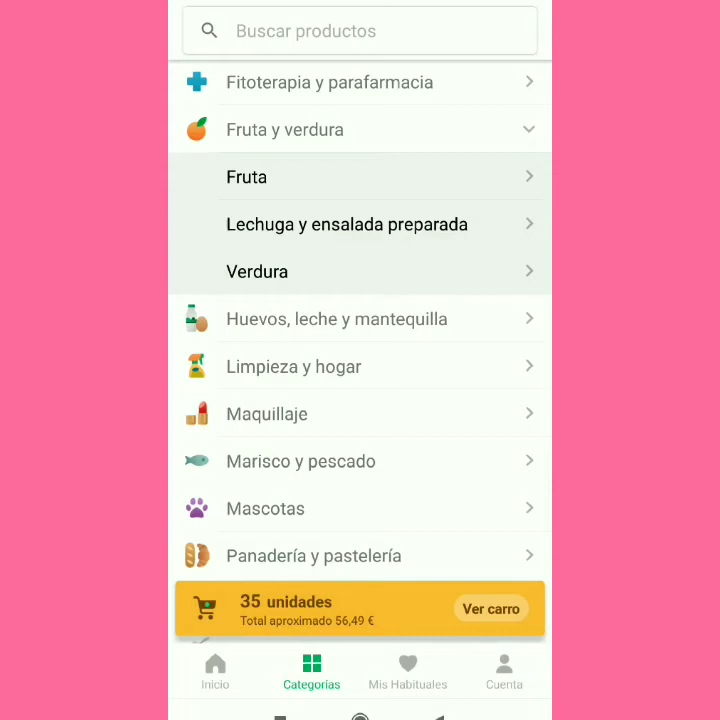 Buscar productos
Fitoterapia y parafarmacia
Fruta y verdura
Fruta
Lechuga y ensalada preparada
Verdura
Huevos, leche y mantequilla
Limpieza y hogar
Maquillaje
Marisco y pescado
Mascotas
Panadería y pastelería
35 unidades
Total aproximado 56,49 €
Ver carro
Inicio
Categorías
Mis Habituales
Cuenta